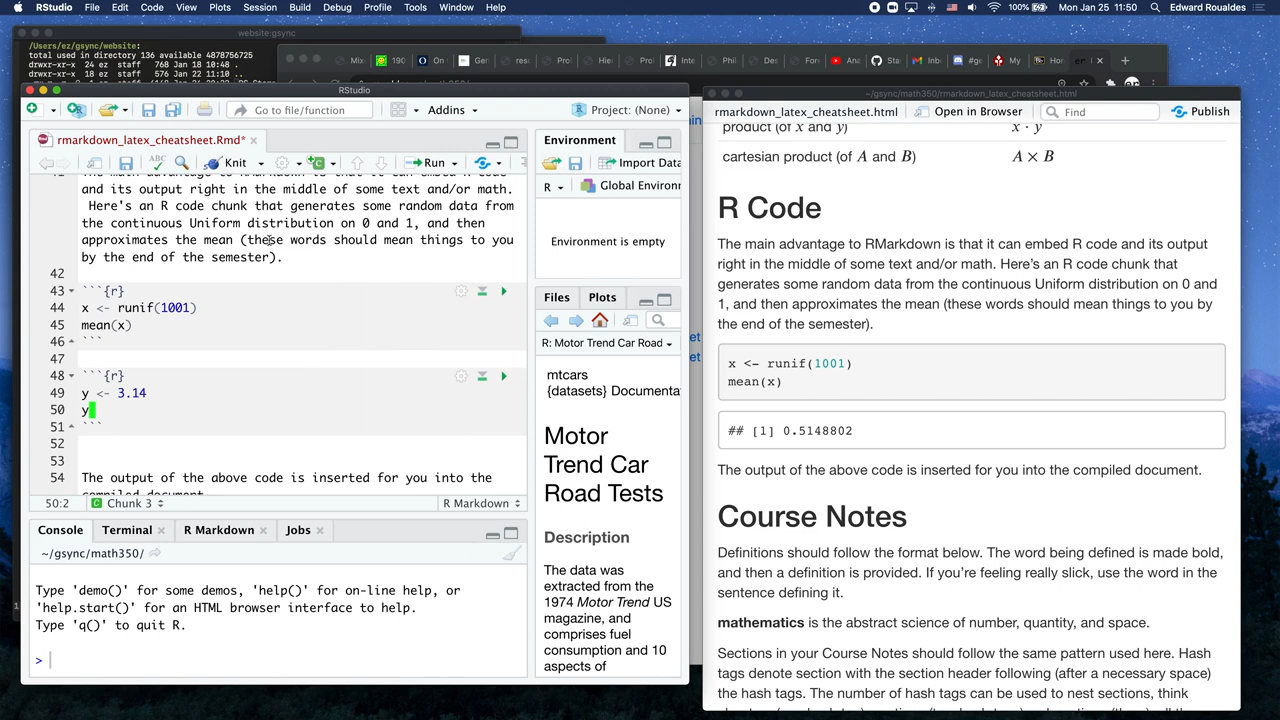 RStudio File Edit Code View Plots Session Build Debug Profile Tools Window Help 100% Mon Jan 25 11:50 Edward Roualdes
website:gsync
/Users/ez/gsync/website:
total used in directory 136 available 4878756725
drwxr-xr-x 24 ez staff 768 Jan 18 10:48 .
drwxr-xr-x 18 ez staff 576 Jan 22 11:10 ..
RStudio
Go to file/function Addins Project: (None)
rmarkdown_latex_cheatsheet.Rmd*
Knit Run
and its output right in the middle of some text and/or math.
Here's an R code chunk that generates some random data from
the continuous Uniform distribution on 0 and 1, and then
approximates the mean (these words should mean things to you
by the end of the semester).
42
43 ```{r}
44 x <- runif(1001)
45 mean(x)
46 ```
47
48 ```{r}
49 y <- 3.14
50 y
51 ```
52
53
54 The output of the above code is inserted for you into the
compiled document
50:2 Chunk 3 R Markdown
Console Terminal R Markdown Jobs
~/gsync/math350/
Type 'demo()' for some demos, 'help()' for on-line help, or
'help.start()' for an HTML browser interface to help.
Type 'q()' to quit R.
>
Environment
Import Data
R Global Environm
Environment is empty
Files Plots
R: Motor Trend Car Road
mtcars
{datasets} Documenta
Motor
Trend Car
Road Tests
Description
The data was
extracted from the
1974 Motor Trend US
magazine, and
comprises fuel
consumption and 10
aspects of
~/gsync/math350/rmarkdown_latex_cheatsheet.html
rmarkdown_latex_cheatsheet.html Open in Browser Find Publish
product (of x and y) x · y
cartesian product (of A and B) A × B
R Code
The main advantage to RMarkdown is that it can embed R code and its output
right in the middle of some text and/or math. Here's an R code chunk that
generates some random data from the continuous Uniform distribution on 0 and
1, and then approximates the mean (these words should mean things to you by
the end of the semester).
x <- runif(1001)
mean(x)
## [1] 0.5148802
The output of the above code is inserted for you into the compiled document.
Course Notes
Definitions should follow the format below. The word being defined is made bold,
and then a definition is provided. If you're feeling really slick, use the word in the
sentence defining it.
mathematics is the abstract science of number, quantity, and space.
Sections in your Course Notes should follow the same pattern used here. Hash
tags denote section with the section header following (after a necessary space)
the hash tags. The number of hash tags can be used to nest sections, think